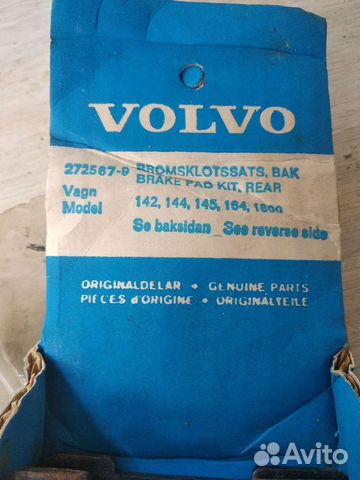 VOLVO
272567-9 BROMSKLOTSSATS, BAK
BRAKE PAD KIT, REAR
Vagn
Model 142, 144, 145, 164, 1800
Se baksidan See reverse side
ORIGINALDELAR • GENUINE PARTS
PIECES d'ORIGINE • ORIGINALTEILE
Avito